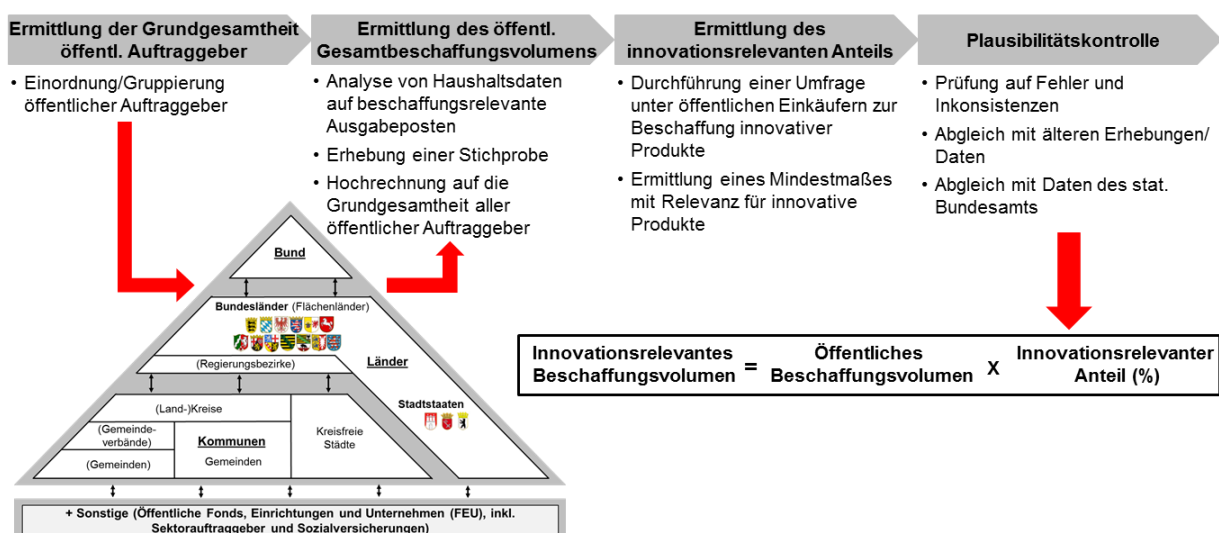 Ermittlung der Grundgesamtheit
öffentl. Auftraggeber
• Einordnung/Gruppierung
öffentlicher Auftraggeber
Ermittlung des öffentl.
Gesamtbeschaffungsvolumens
• Analyse von Haushaltsdaten
auf beschaffungsrelevante
Ausgabeposten
• Erhebung einer Stichprobe
• Hochrechnung auf die
Grundgesamtheit aller
öffentlicher Auftraggeber
Ermittlung des
innovationsrelevanten Anteils
• Durchführung einer Umfrage
unter öffentlichen Einkäufern zur
Beschaffung innovativer
Produkte
• Ermittlung eines Mindestmaßes
mit Relevanz für innovative
Produkte
Plausibilitätskontrolle
• Prüfung auf Fehler und
Inkonsistenzen
• Abgleich mit älteren Erhebungen/
Daten
• Abgleich mit Daten des stat.
Bundesamts
Bund
Bundesländer (Flächenländer)
(Regierungsbezirke)
Länder
Stadtstaaten
(Land-)Kreise
(Gemeinde-
verbände)
(Gemeinden)
Kommunen
Gemeinden
Kreisfreie
Städte
+ Sonstige (Öffentliche Fonds, Einrichtungen und Unternehmen (FEU), inkl.
Sektorauftraggeber und Sozialversicherungen)
Innovationsrelevantes
Beschaffungsvolumen
=
Öffentliches
Beschaffungsvolumen
X
Innovationsrelevanter
Anteil (%)